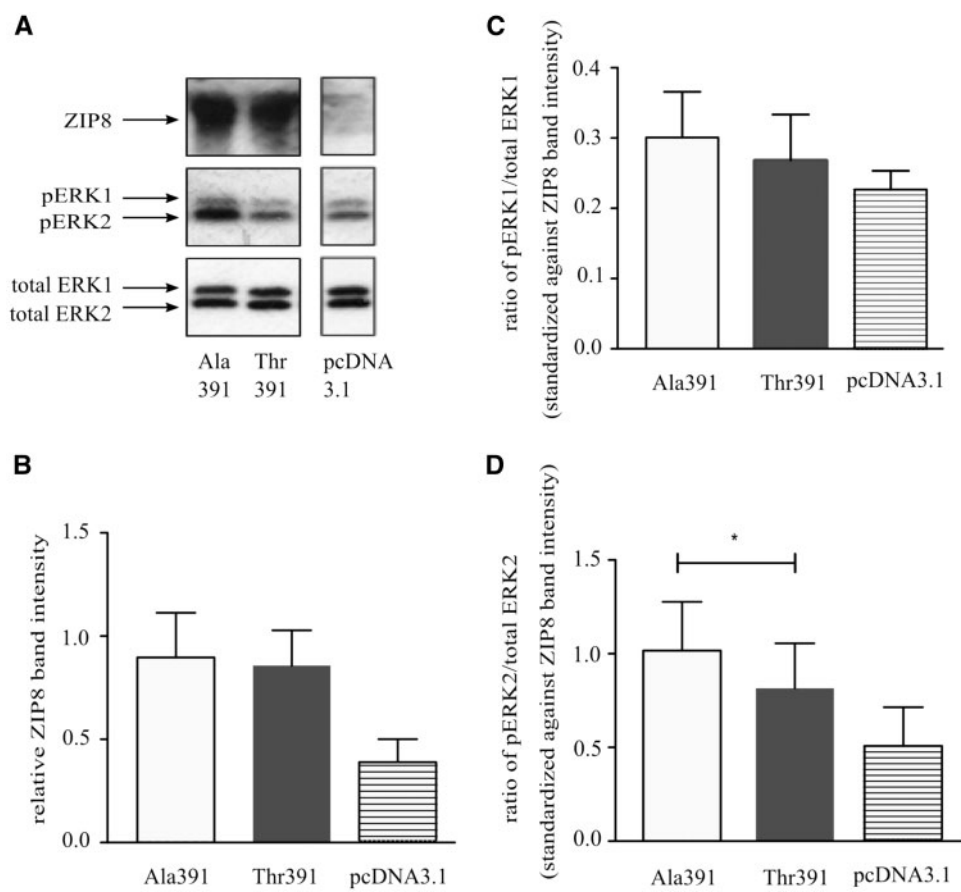 A
ZIP8
pERK1
pERK2
total ERK1
total ERK2
Ala Thr pcDNA
391 391 3.1
B
relative ZIP8 band intensity
1.5
1.0
0.5
0.0
Ala391 Thr391 pcDNA3.1
C
ratio of pERK1/total ERK1
(standardized against ZIP8 band intensity)
0.4
0.3
0.2
0.1
0.0
Ala391 Thr391 pcDNA3.1
D
ratio of pERK2/total ERK2
(standardized against ZIP8 band intensity)
1.5
1.0
0.5
0.0
*
Ala391 Thr391 pcDNA3.1